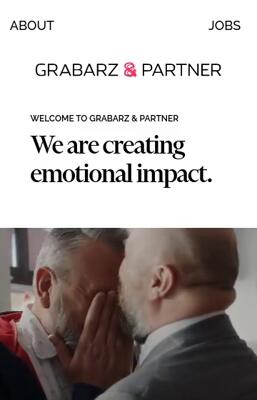 ABOUT JOBS
GRABARZ & PARTNER
WELCOME TO GRABARZ & PARTNER
We are creating
emotional impact.